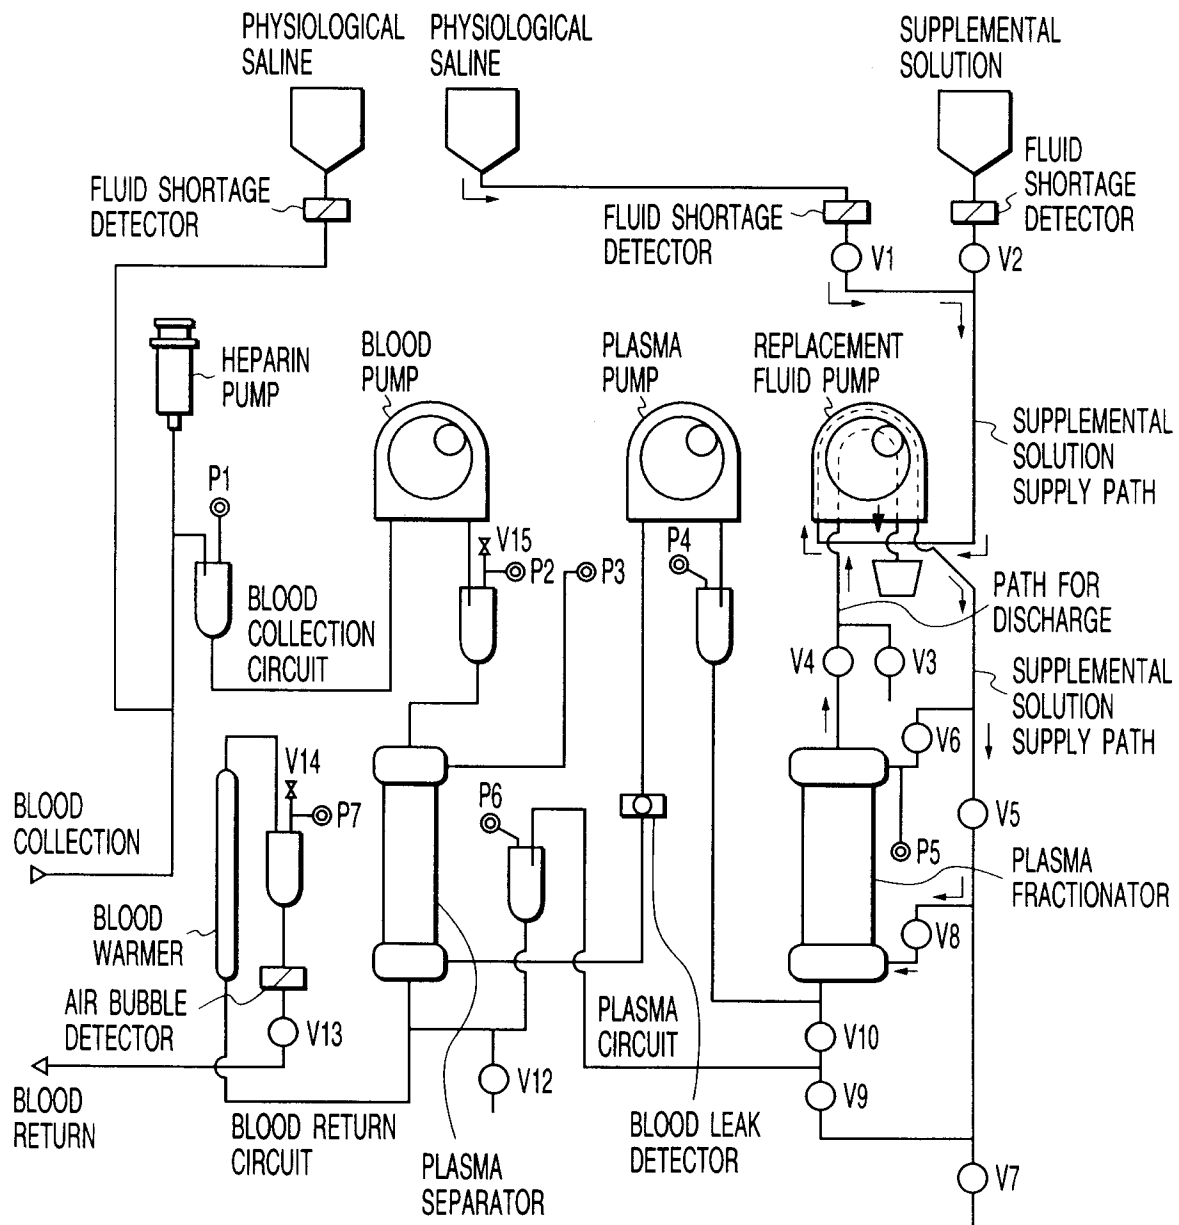 PHYSIOLOGICAL
SALINE
PHYSIOLOGICAL
SALINE
SUPPLEMENTAL
SOLUTION
FLUID SHORTAGE
DETECTOR
FLUID SHORTAGE
DETECTOR
FLUID
SHORTAGE
DETECTOR
V1
V2
HEPARIN
PUMP
BLOOD
PUMP
PLASMA
PUMP
REPLACEMENT
FLUID PUMP
SUPPLEMENTAL
SOLUTION
SUPPLY PATH
P1
V15
P2
P3
P4
BLOOD
COLLECTION
CIRCUIT
PATH FOR
DISCHARGE
V4
V3
SUPPLEMENTAL
SOLUTION
SUPPLY PATH
V6
V14
P7
P6
BLOOD
COLLECTION
V5
P5
PLASMA
FRACTIONATOR
BLOOD
WARMER
V8
AIR BUBBLE
DETECTOR
V13
PLASMA
CIRCUIT
V10
V12
V9
BLOOD
RETURN
BLOOD RETURN
CIRCUIT
PLASMA
SEPARATOR
BLOOD LEAK
DETECTOR
V7